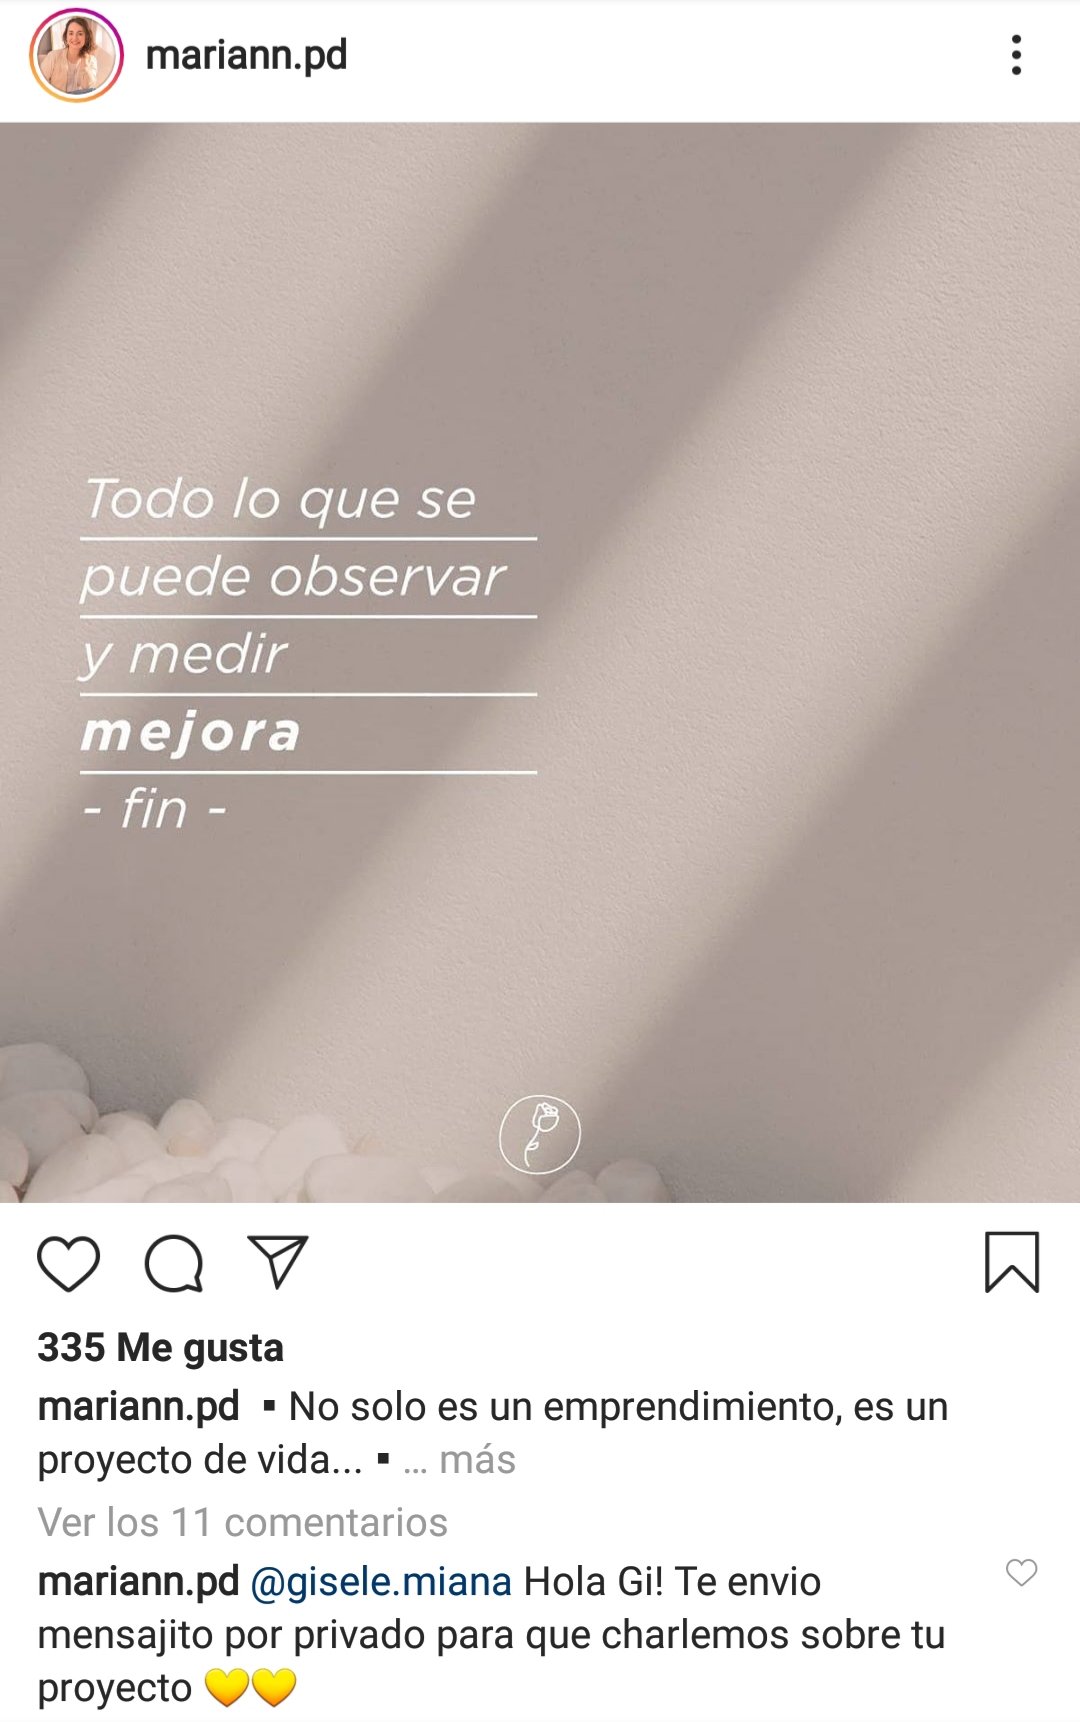 mariann.pd
Todo lo que se
puede observar
y medir
mejora
- fin -
335 Me gusta
mariann.pd ▪ No solo es un emprendimiento, es un
proyecto de vida... ▪ ... más
Ver los 11 comentarios
mariann.pd @gisele.miana Hola Gi! Te envio
mensajito por privado para que charlemos sobre tu
proyecto 💛💛